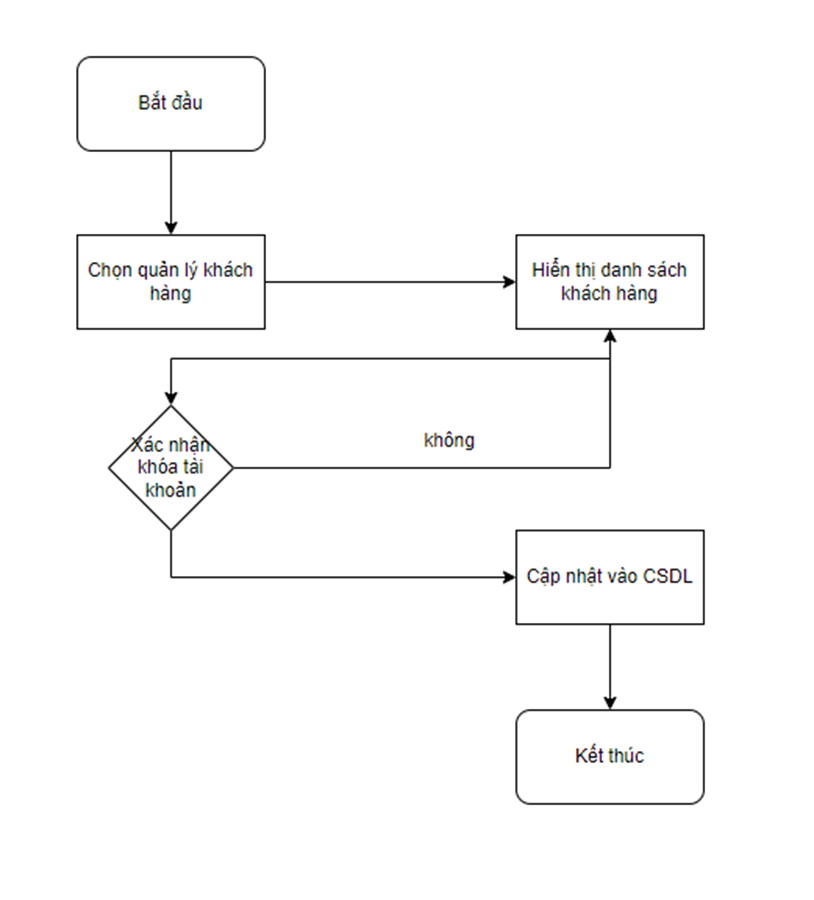 Bắt đầu
Chọn quản lý khách
hàng
Hiển thị danh sách
khách hàng
Xác nhận
khóa tài
khoản
không
Cập nhật vào CSDL
Kết thúc